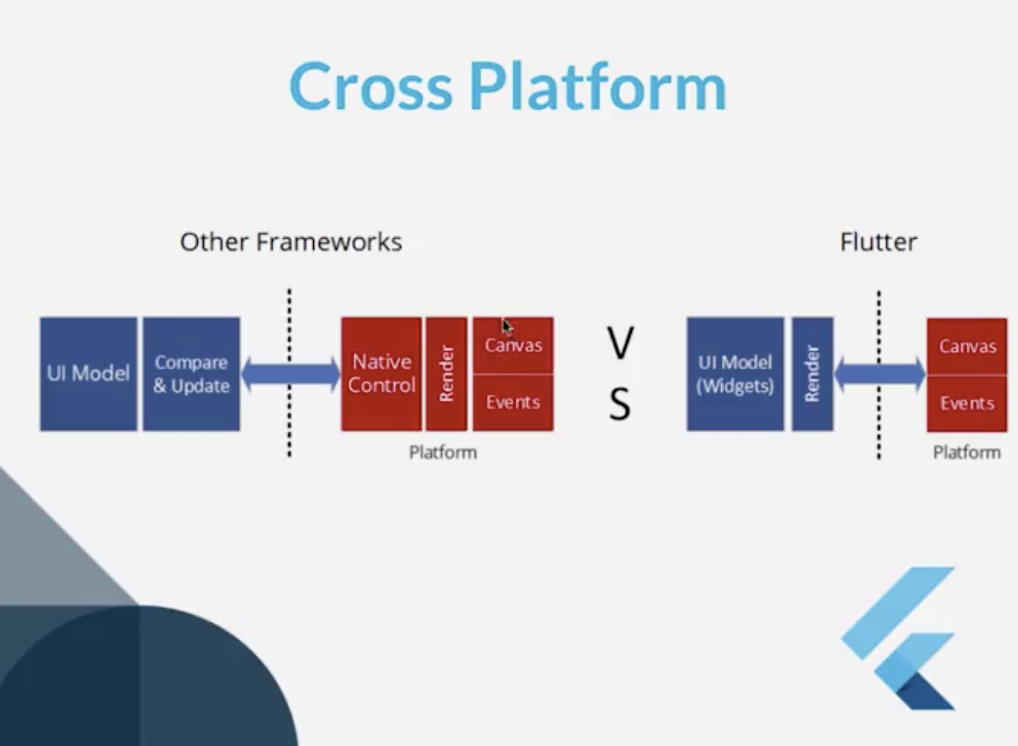 Cross Platform
Other Frameworks
UI Model
Compare
& Update
Native
Control
Render
Canvas
Events
Platform
V
S
Flutter
UI Model
(Widgets)
Render
Canvas
Events
Platform